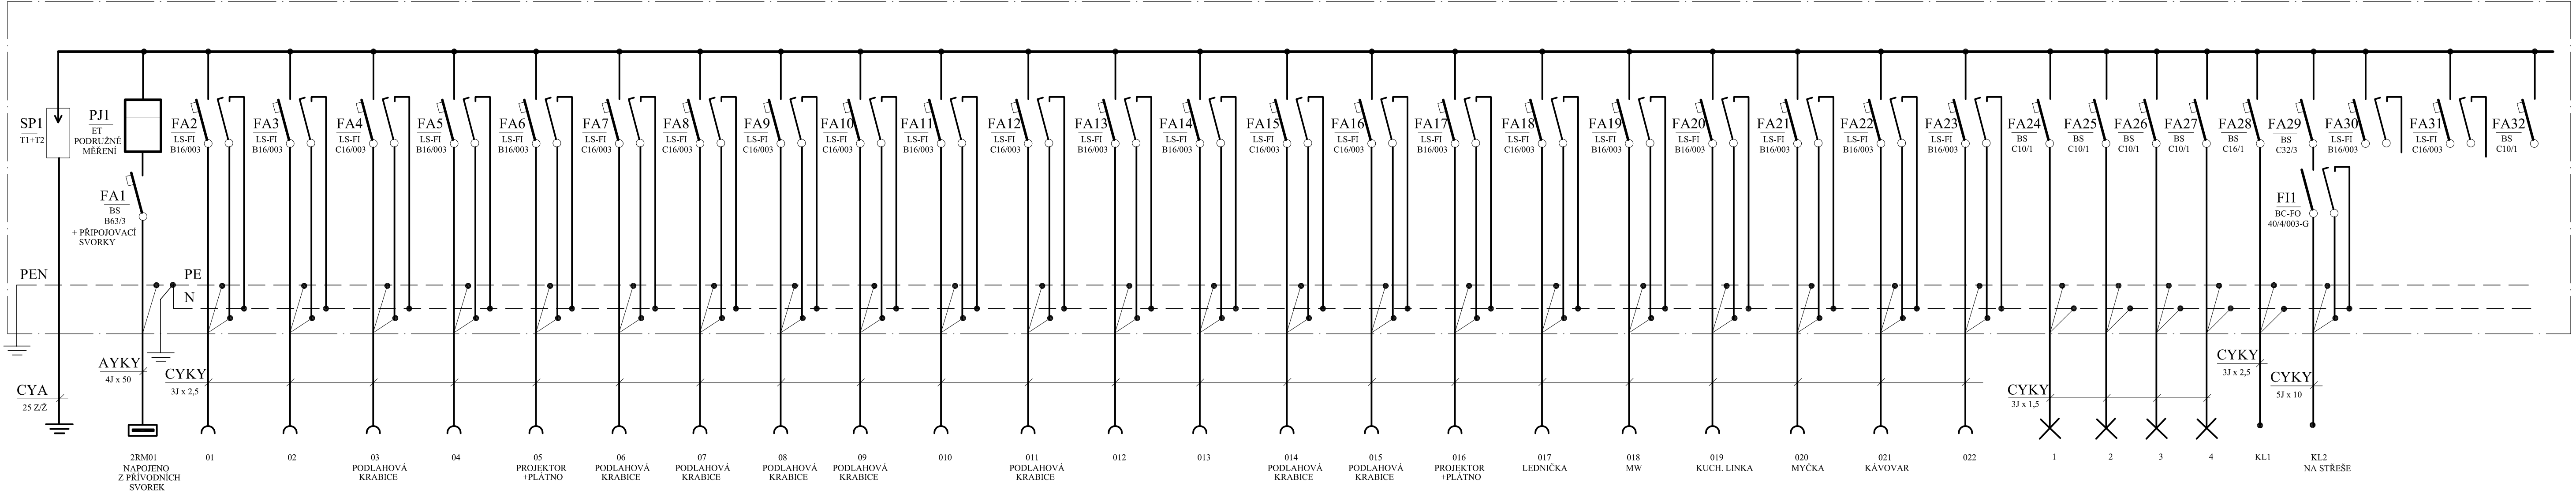 SP1
T1+T2
PJ1
ET
PODRUŽNÉ
MĚŘENÍ
FA1
BS
B63/3
+ PŘIPOJOVACÍ
SVORKY
FA2
LS-FI
B16/003
FA3
LS-FI
B16/003
FA4
LS-FI
C16/003
FA5
LS-FI
B16/003
FA6
LS-FI
B16/003
FA7
LS-FI
C16/003
FA8
LS-FI
C16/003
FA9
LS-FI
C16/003
FA10
LS-FI
C16/003
FA11
LS-FI
B16/003
FA12
LS-FI
C16/003
FA13
LS-FI
B16/003
FA14
LS-FI
B16/003
FA15
LS-FI
C16/003
FA16
LS-FI
C16/003
FA17
LS-FI
B16/003
FA18
LS-FI
C16/003
FA19
LS-FI
B16/003
FA20
LS-FI
B16/003
FA21
LS-FI
B16/003
FA22
LS-FI
C16/003
FA23
LS-FI
B16/003
FA24
BS
C10/1
FA25
BS
C10/1
FA26
BS
C10/1
FA27
BS
C10/1
FA28
BS
C16/1
FA29
BS
C32/3
FA30
LS-FI
B16/003
FA31
LS-FI
C16/003
FA32
BS
C10/1
FI1
BC-FO
40/4/003-G
PEN
PE
N
CYA
25 Z/Ž
AYKY
4J x 50
CYKY
3J x 2,5
CYKY
3J x 1,5
CYKY
3J x 2,5
CYKY
5J x 10
2RM01
NAPOJENO
Z PŘÍVODNÍCH
SVOREK
01
02
03
PODLAHOVÁ
KRABICE
04
05
PROJEKTOR
+PLÁTNO
06
PODLAHOVÁ
KRABICE
07
PODLAHOVÁ
KRABICE
08
PODLAHOVÁ
KRABICE
09
PODLAHOVÁ
KRABICE
010
011
PODLAHOVÁ
KRABICE
012
013
014
PODLAHOVÁ
KRABICE
015
PODLAHOVÁ
KRABICE
016
PROJEKTOR
+PLÁTNO
017
LEDNIČKA
018
MW
019
KUCH. LINKA
020
MYČKA
021
KÁVOVAR
022
1
2
3
4
KL1
KL2
NA STŘEŠE